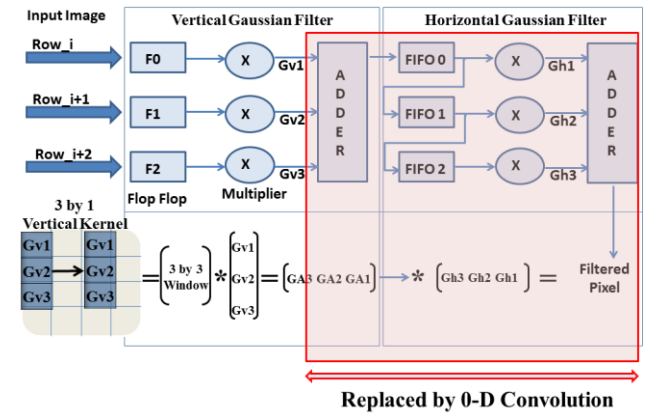 Input Image
Vertical Gaussian Filter
Horizontal Gaussian Filter
Row_i
F0
X
Gv1
A D D E R
FIFO 0
X
Gh1
A D D E R
Row_i+1
F1
X
Gv2
FIFO 1
X
Gh2
Row_i+2
F2
X
Gv3
FIFO 2
X
Gh3
Flop Flop
Multiplier
3 by 1
Vertical Kernel
Gv1
Gv2
Gv3
Gv1
Gv2
Gv3
=
3 by 3
Window
*
Gv1
Gv2
Gv3
= (GA3 GA2 GA1)
* (Gh3 Gh2 Gh1) =
Filtered
Pixel
Replaced by 0-D Convolution